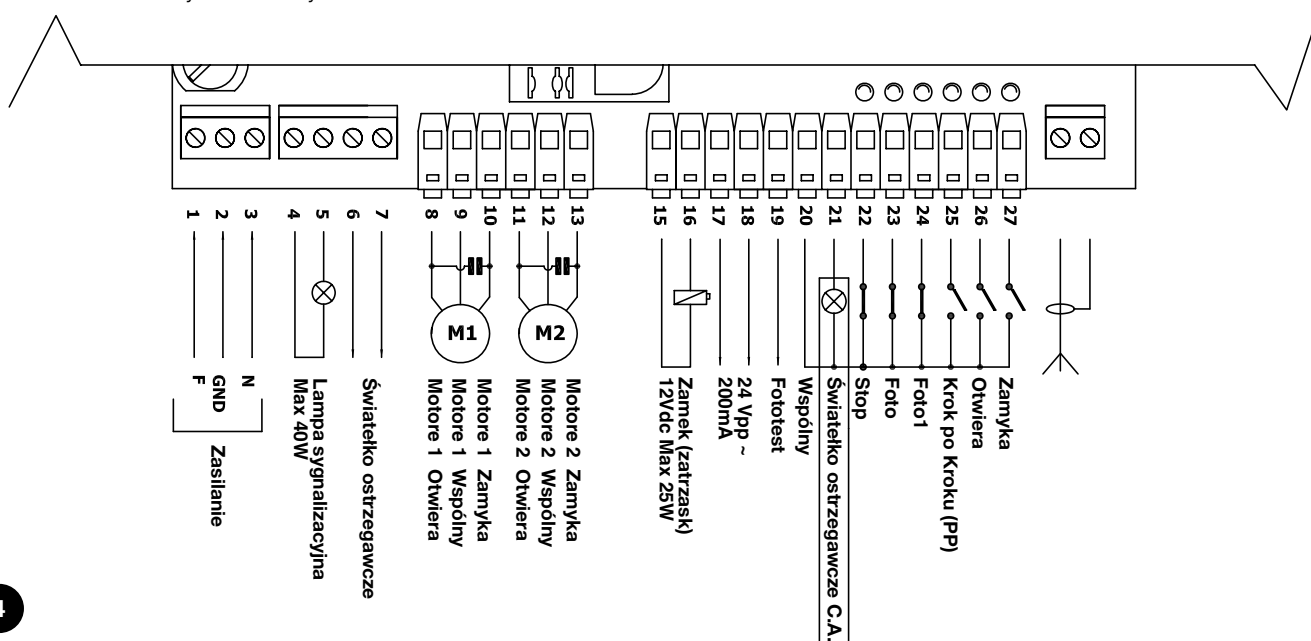 1
2
3
4
5
6
7
8
9
10
11
12
13
15
16
17
18
19
20
21
22
23
24
25
26
27
M1
M2
F
GND
N
Zasilanie
Lampa sygnalizacyjna
Max 40W
Światełko ostrzegawcze
Motore 1 Otwiera
Motore 1 Wspólny
Motore 1 Zamyka
Motore 2 Otwiera
Motore 2 Wspólny
Motore 2 Zamyka
Zamek (zatrzask)
12Vdc Max 25W
24 Vpp ~
200mA
Fototest
Wspólny
Światełko ostrzegawcze C.A.
Stop
Foto
Foto1
Krok po Kroku (PP)
Otwiera
Zamyka
4